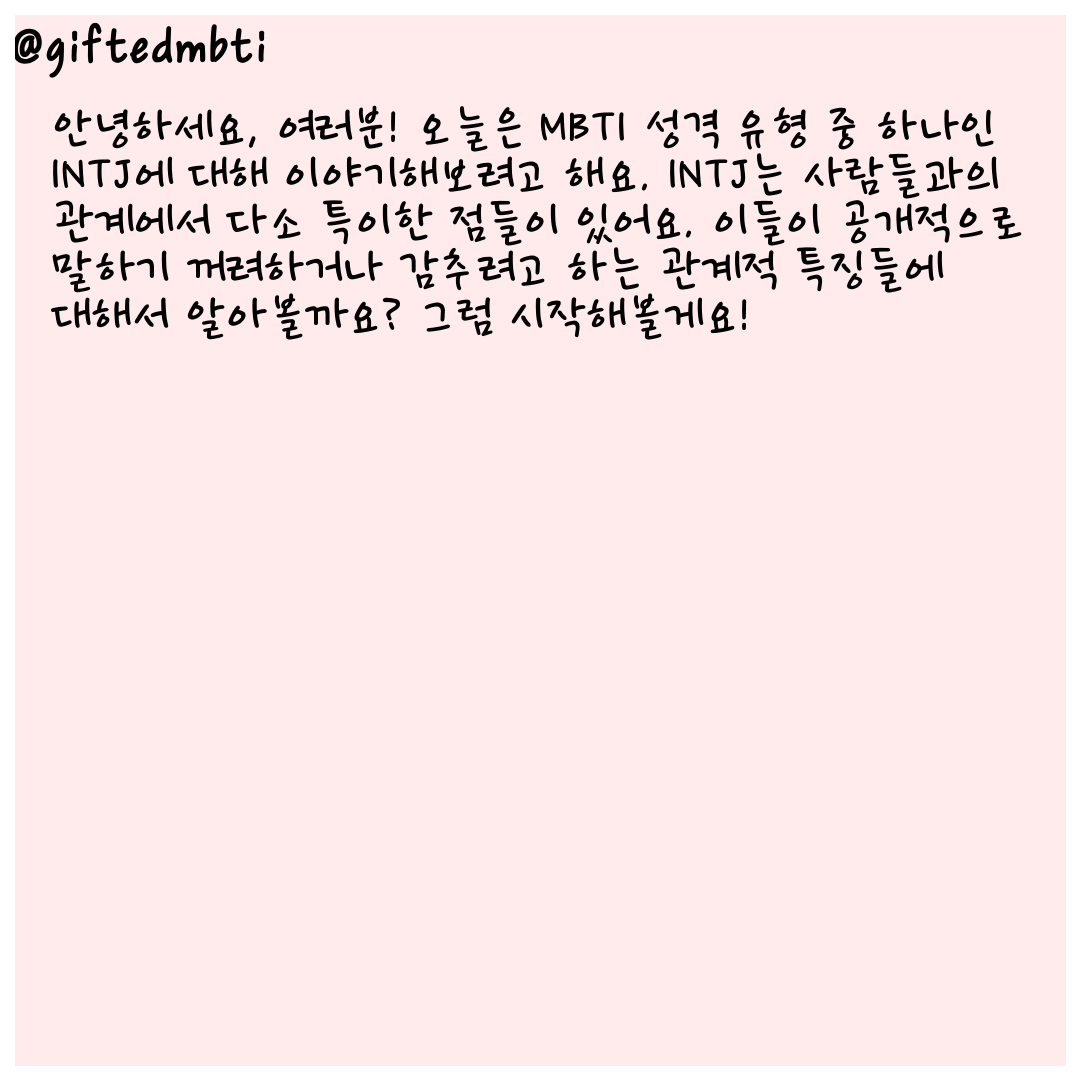 @giftedmbti
안녕하세요, 여러분! 오늘은 MBTI 성격 유형 중 하나인
INTJ에 대해 이야기해보려고 해요. INTJ는 사람들과의
관계에서 다소 특이한 점들이 있어요. 이들이 공개적으로
말하기 꺼려하거나 감추려고 하는 관계적 특징들에
대해서 알아볼까요? 그럼 시작해볼게요!